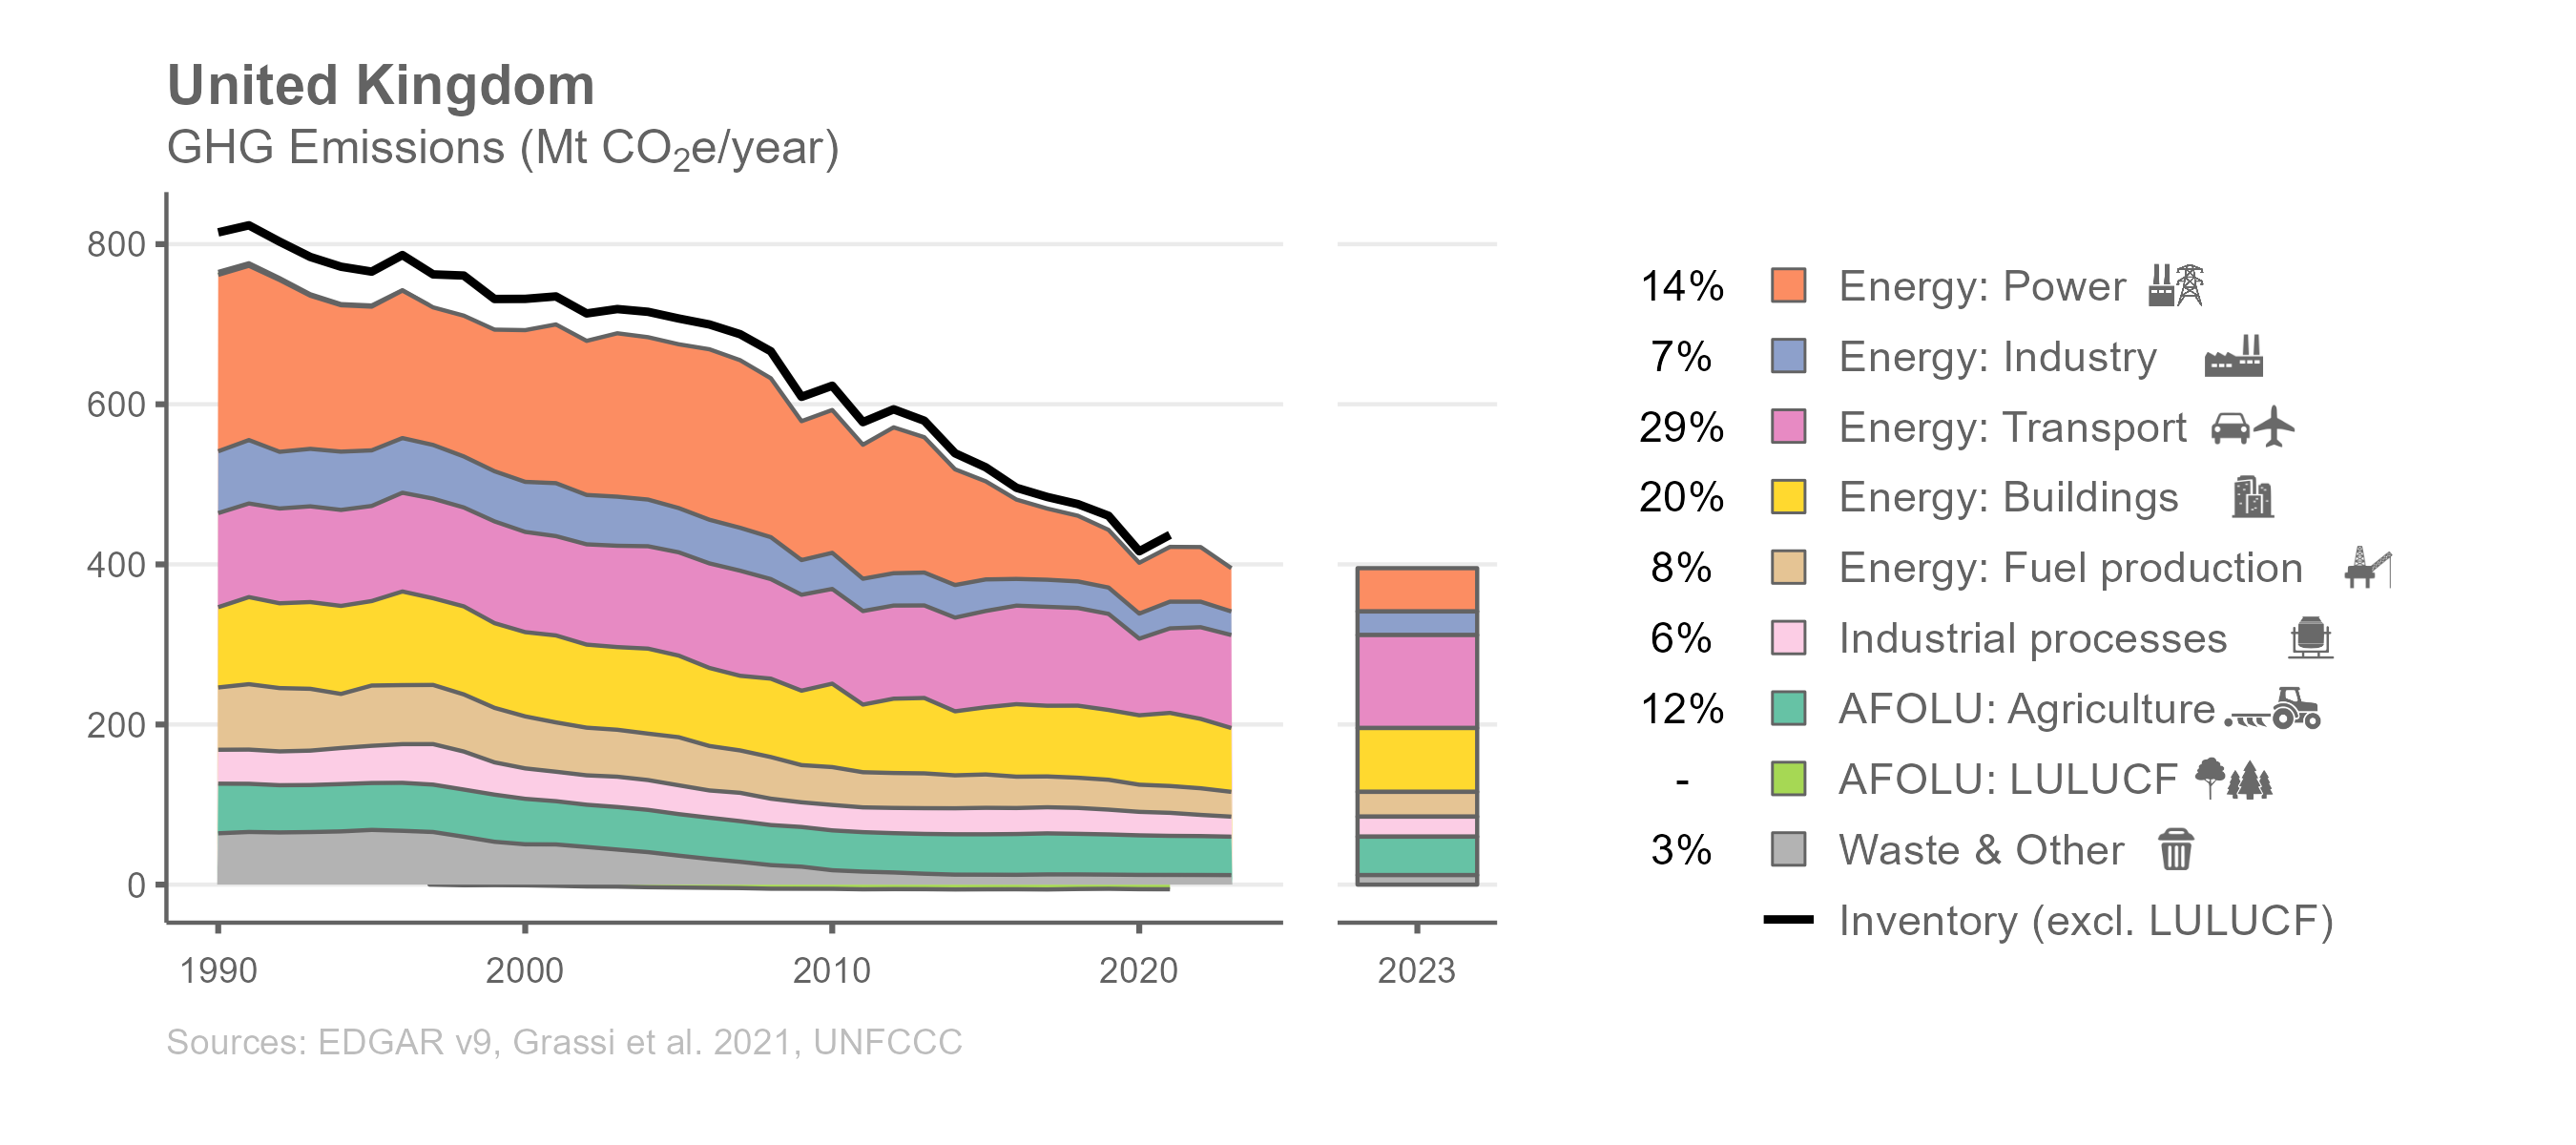 United Kingdom
GHG Emissions (Mt CO₂e/year)
800
600
400
200
0
1990 2000 2010 2020 2023
14% Energy: Power
7% Energy: Industry
29% Energy: Transport
20% Energy: Buildings
8% Energy: Fuel production
6% Industrial processes
12% AFOLU: Agriculture
- AFOLU: LULUCF
3% Waste & Other
Inventory (excl. LULUCF)
Sources: EDGAR v9, Grassi et al. 2021, UNFCCC